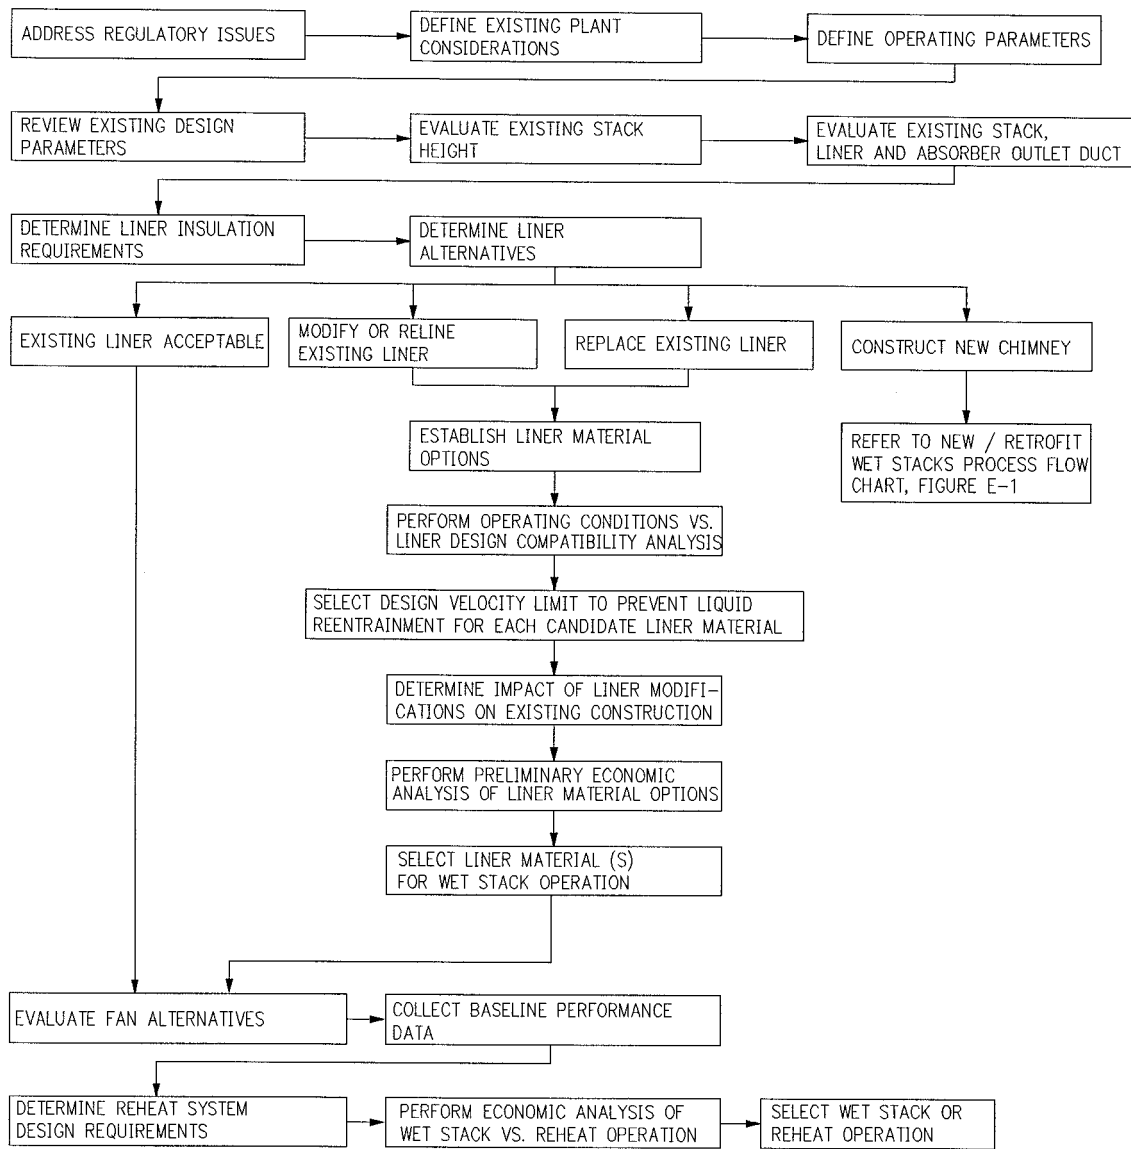 ADDRESS REGULATORY ISSUES
DEFINE EXISTING PLANT
CONSIDERATIONS
DEFINE OPERATING PARAMETERS
REVIEW EXISTING DESIGN
PARAMETERS
EVALUATE EXISTING STACK
HEIGHT
EVALUATE EXISTING STACK,
LINER AND ABSORBER OUTLET DUCT
DETERMINE LINER INSULATION
REQUIREMENTS
DETERMINE LINER
ALTERNATIVES
EXISTING LINER ACCEPTABLE
MODIFY OR RELINE
EXISTING LINER
REPLACE EXISTING LINER
CONSTRUCT NEW CHIMNEY
ESTABLISH LINER MATERIAL
OPTIONS
REFER TO NEW / RETROFIT
WET STACKS PROCESS FLOW
CHART, FIGURE E-1
PERFORM OPERATING CONDITIONS VS.
LINER DESIGN COMPATIBILITY ANALYSIS
SELECT DESIGN VELOCITY LIMIT TO PREVENT LIQUID
REENTRAINMENT FOR EACH CANDIDATE LINER MATERIAL
DETERMINE IMPACT OF LINER MODIFI-
CATIONS ON EXISTING CONSTRUCTION
PERFORM PRELIMINARY ECONOMIC
ANALYSIS OF LINER MATERIAL OPTIONS
SELECT LINER MATERIAL (S)
FOR WET STACK OPERATION
EVALUATE FAN ALTERNATIVES
COLLECT BASELINE PERFORMANCE
DATA
DETERMINE REHEAT SYSTEM
DESIGN REQUIREMENTS
PERFORM ECONOMIC ANALYSIS OF
WET STACK VS. REHEAT OPERATION
SELECT WET STACK OR
REHEAT OPERATION